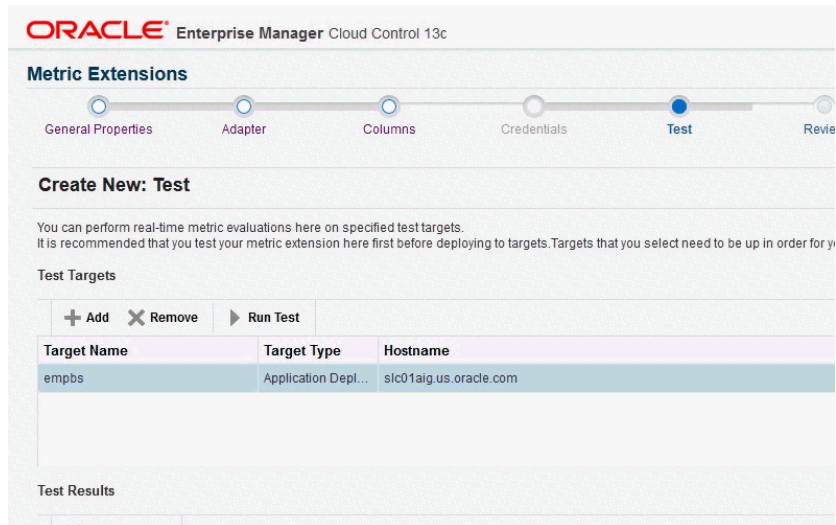 ORACLE® Enterprise Manager Cloud Control 13c
Metric Extensions
General Properties Adapter Columns Credentials Test
Create New: Test
You can perform real-time metric evaluations here on specified test targets.
It is recommended that you test your metric extension here first before deploying to targets.Targets that you select need to be up in order for
Test Targets
Add Remove Run Test
Target Name Target Type Hostname
empbs Application Depl... slc01aig.us.oracle.com
Test Results